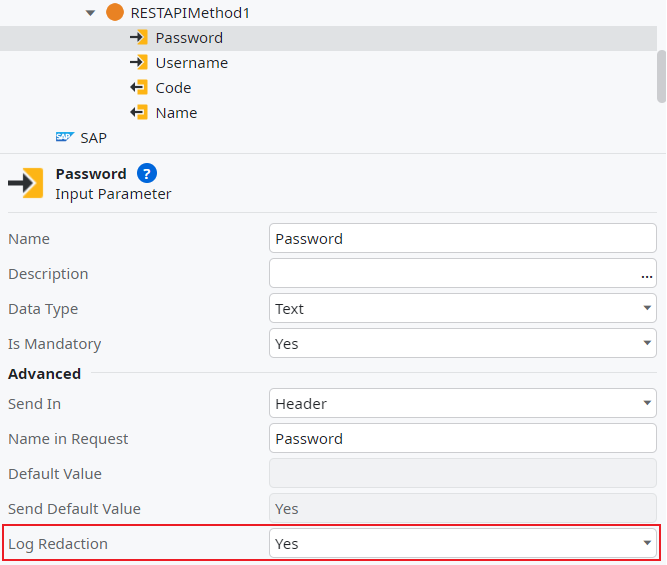 RESTAPIMethod1
Password
Username
Code
Name
SAP SAP
Password ?
Input Parameter
Name Password
Description ...
Data Type Text
Is Mandatory Yes
Advanced
Send In Header
Name in Request Password
Default Value
Send Default Value Yes
Log Redaction Yes